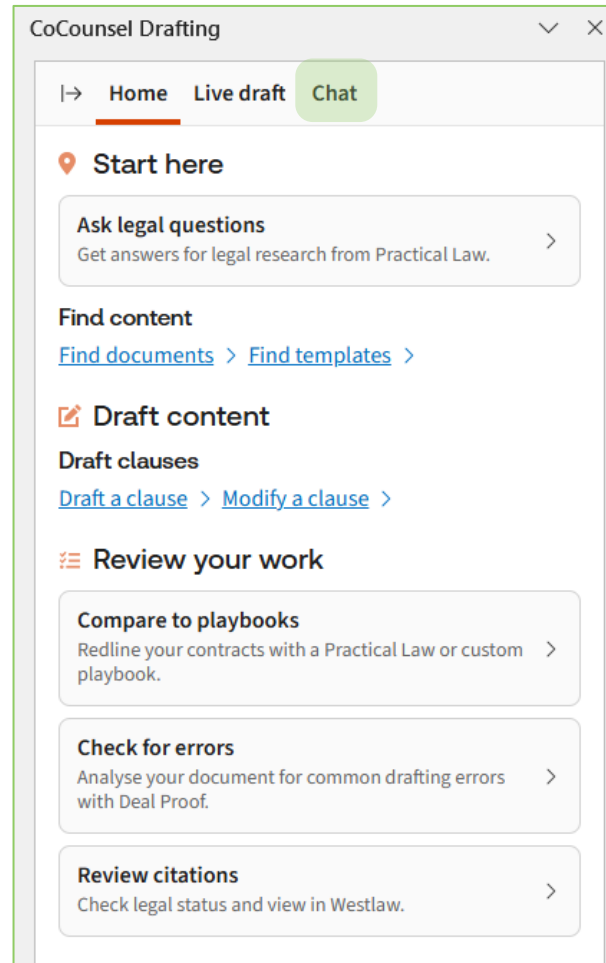 CoCounsel Drafting
Home Live draft Chat
Start here
Ask legal questions
Get answers for legal research from Practical Law.
Find content
Find documents > Find templates >
Draft content
Draft clauses
Draft a clause > Modify a clause >
Review your work
Compare to playbooks
Redline your contracts with a Practical Law or custom
playbook.
Check for errors
Analyse your document for common drafting errors
with Deal Proof.
Review citations
Check legal status and view in Westlaw.